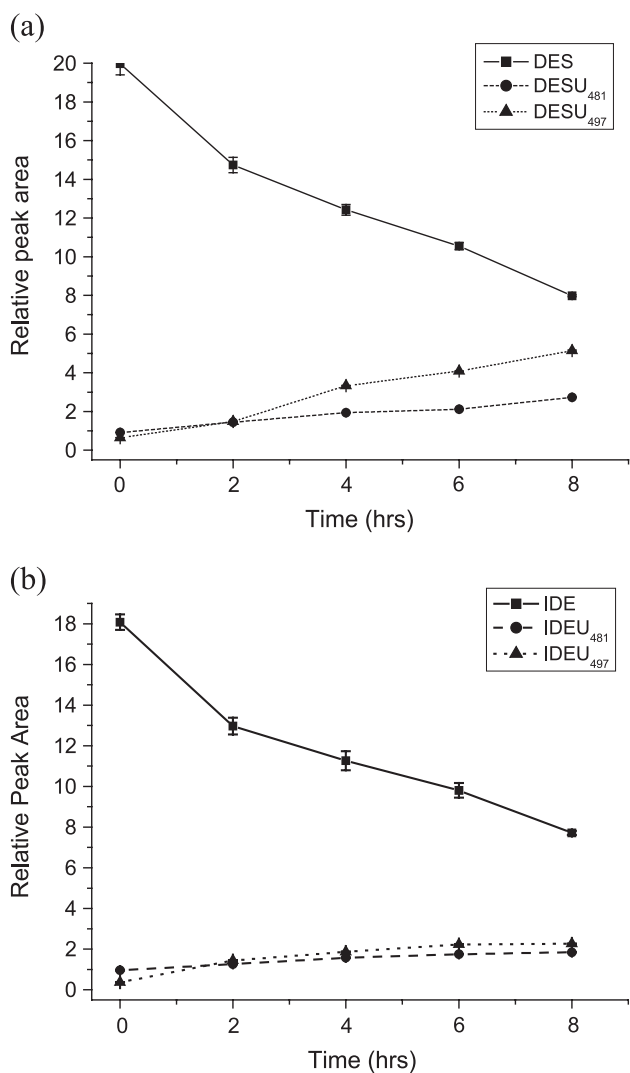 (a)
DES
DESU481
DESU497
20
18
16
14
12
10
8
6
4
2
0
Relative peak area
0 2 4 6 8
Time (hrs)
(b)
IDE
IDEU481
IDEU497
18
16
14
12
10
8
6
4
2
0
Relative Peak Area
0 2 4 6 8
Time (hrs)